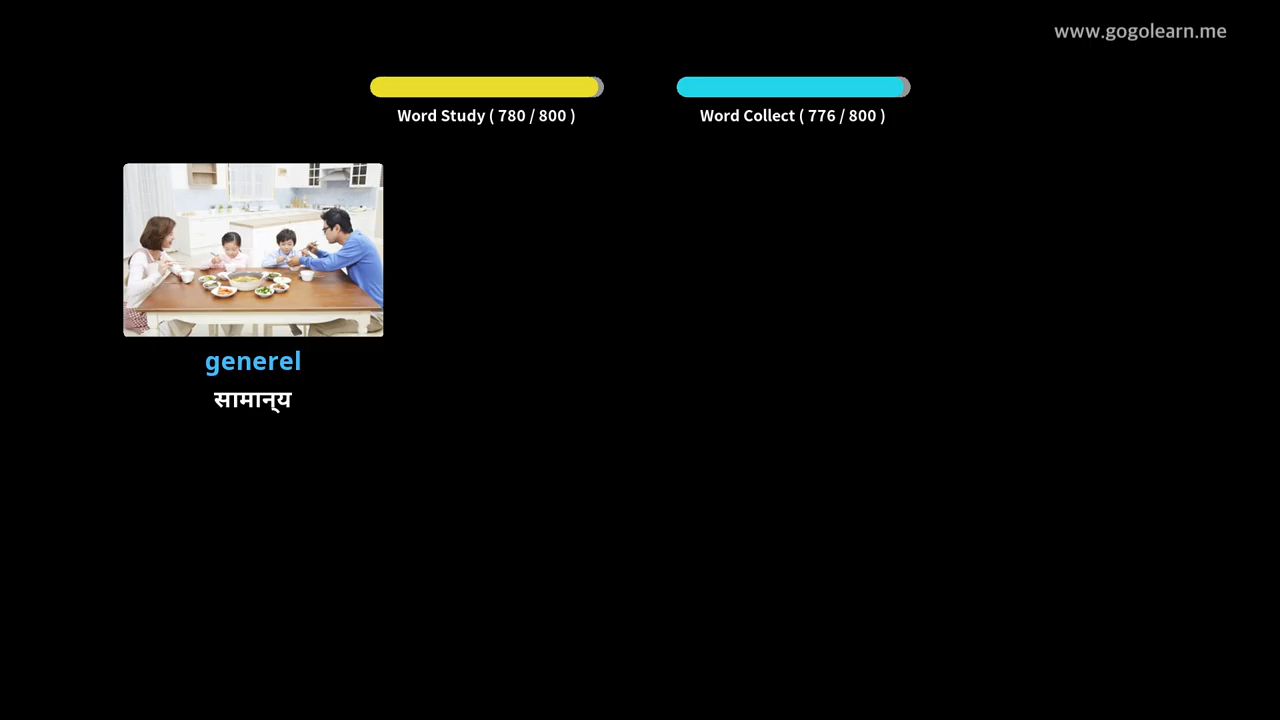 www.gogolearn.me
Word Study ( 780 / 800 )
Word Collect ( 776 / 800 )
generel
सामान्य